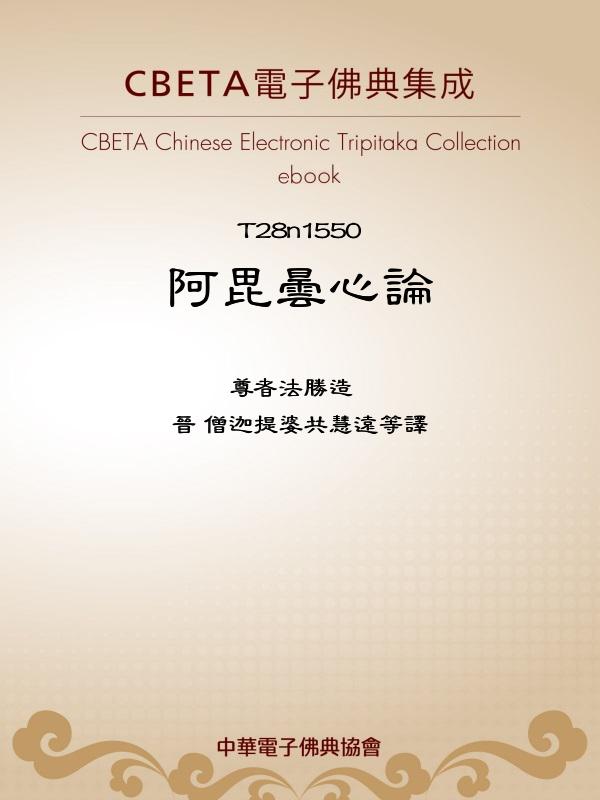 CBETA電子佛典集成
CBETA Chinese Electronic Tripitaka Collection
ebook
T28n1550
阿毘曇心論
尊者法勝造
晉 僧迦提婆共慧遠等譯
中華電子佛典協會